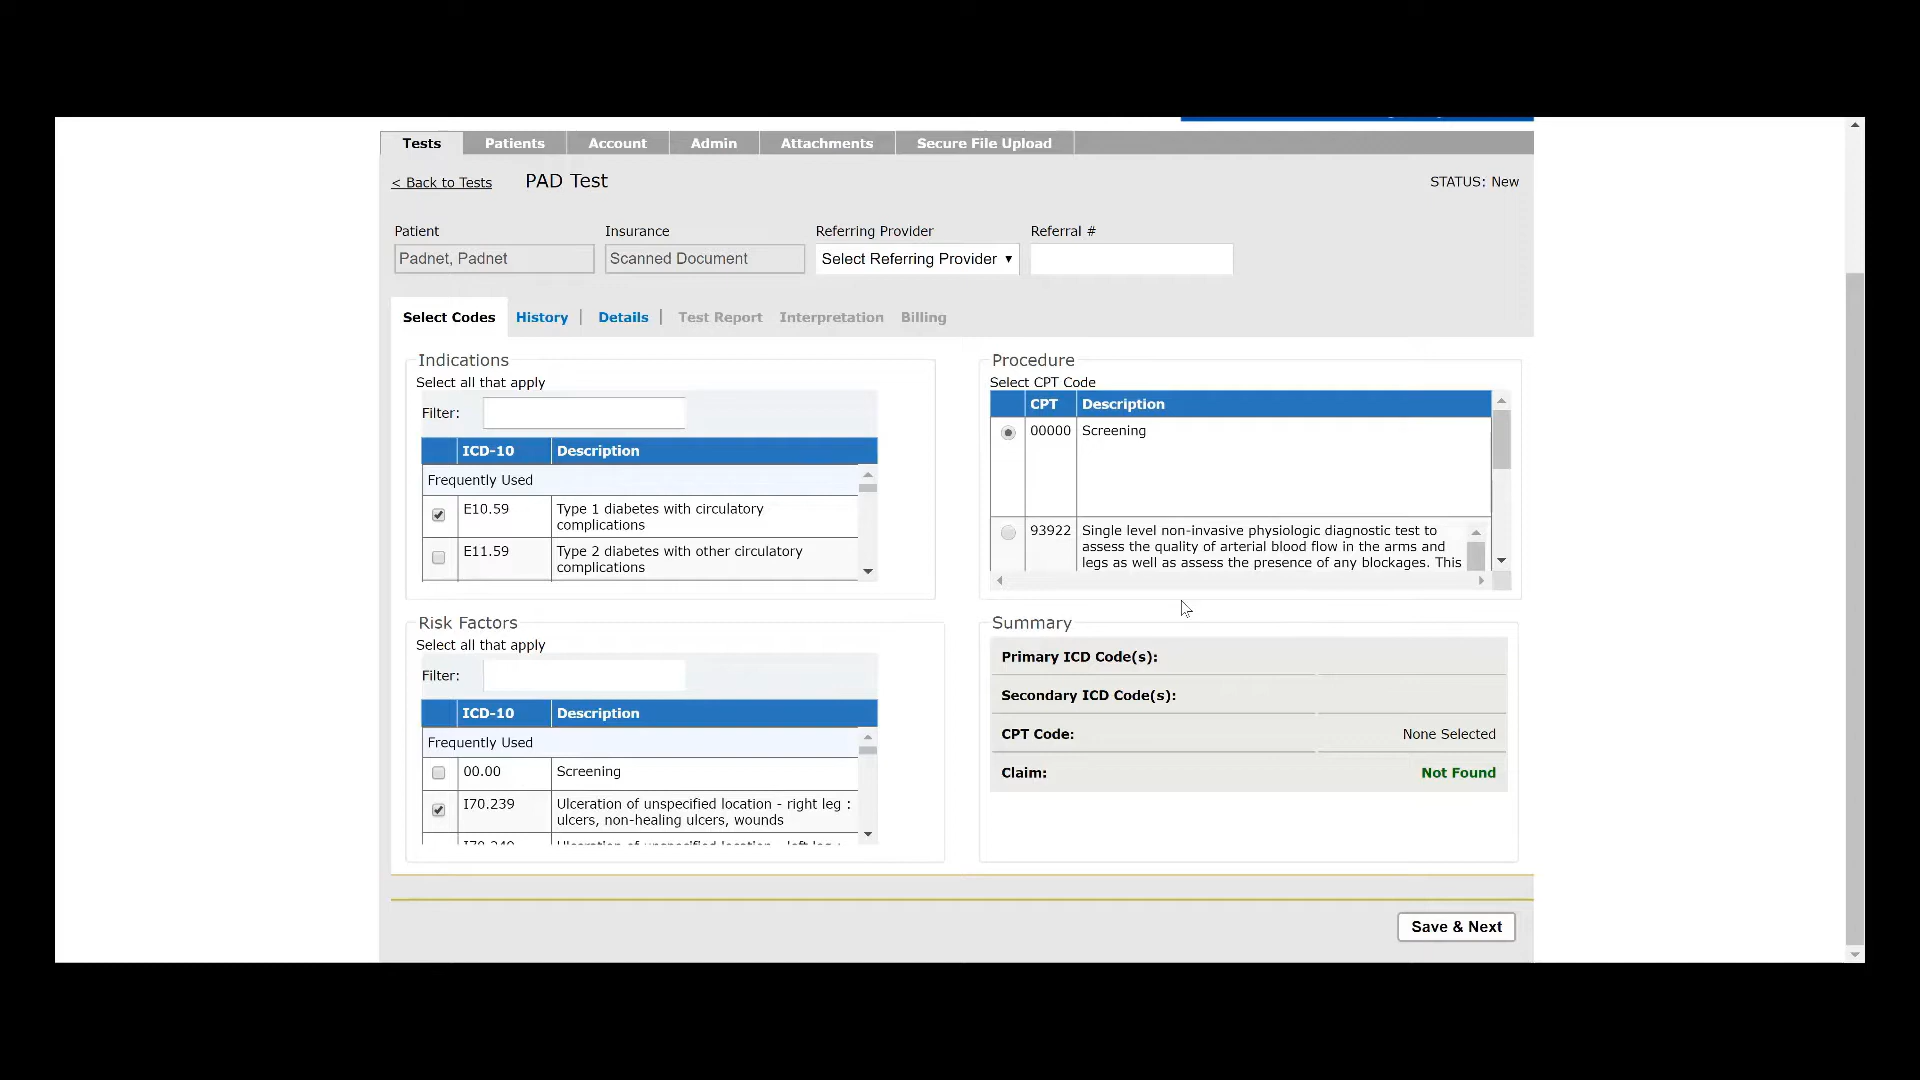 Tests Patients Account Admin Attachments Secure File Upload
< Back to Tests PAD Test STATUS: New
Patient Insurance Referring Provider Referral #
Padnet, Padnet Scanned Document Select Referring Provider
Select Codes History | Details | Test Report Interpretation Billing
Indications
Select all that apply
Filter:
ICD-10 Description
Frequently Used
E10.59 Type 1 diabetes with circulatory
complications
E11.59 Type 2 diabetes with other circulatory
complications
Procedure
Select CPT Code
CPT Description
00000 Screening
93922 Single level non-invasive physiologic diagnostic test to
assess the quality of arterial blood flow in the arms and
legs as well as assess the presence of any blockages. This
Risk Factors
Select all that apply
Filter:
ICD-10 Description
Frequently Used
00.00 Screening
I70.239 Ulceration of unspecified location - right leg :
ulcers, non-healing ulcers, wounds
Summary
Primary ICD Code(s):
Secondary ICD Code(s):
CPT Code: None Selected
Claim: Not Found
Save & Next